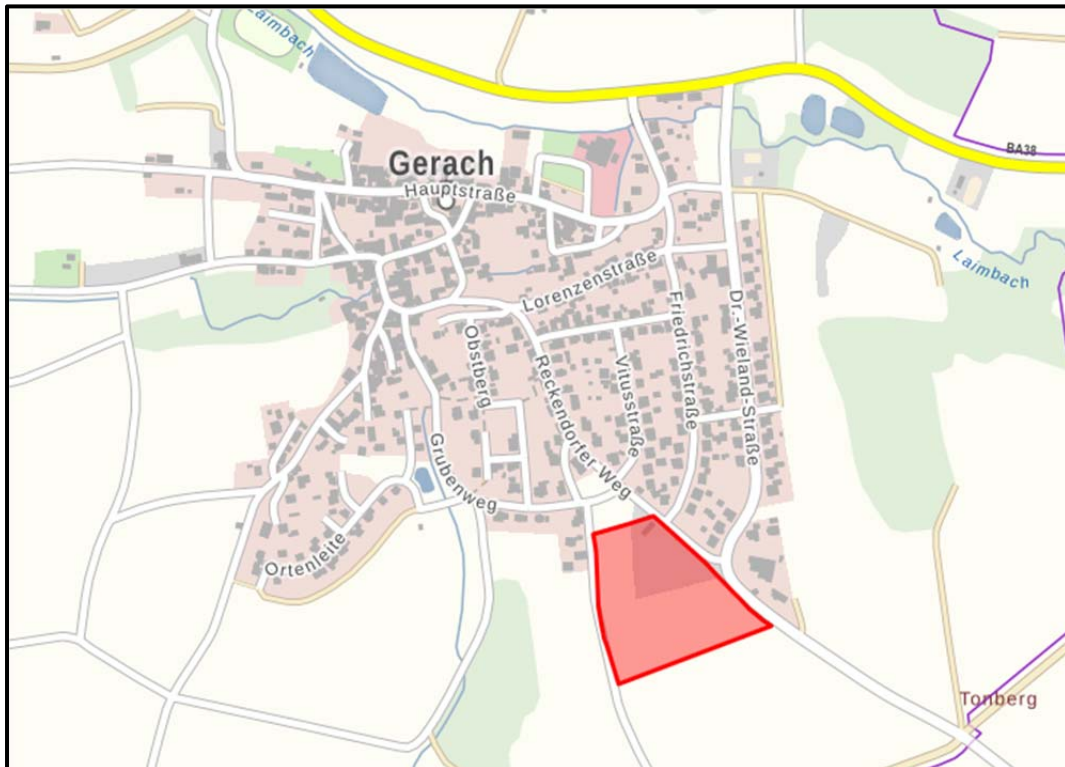 Laimbach
BA38
Gerach
Hauptstraße
Laimbach
Lorenzenstraße
Friedrichstraße
Dr.-Wieland-Straße
Obstberg
Reckendorfer Weg
Vitusstraße
Grubenweg
Ortenleite
Tonberg